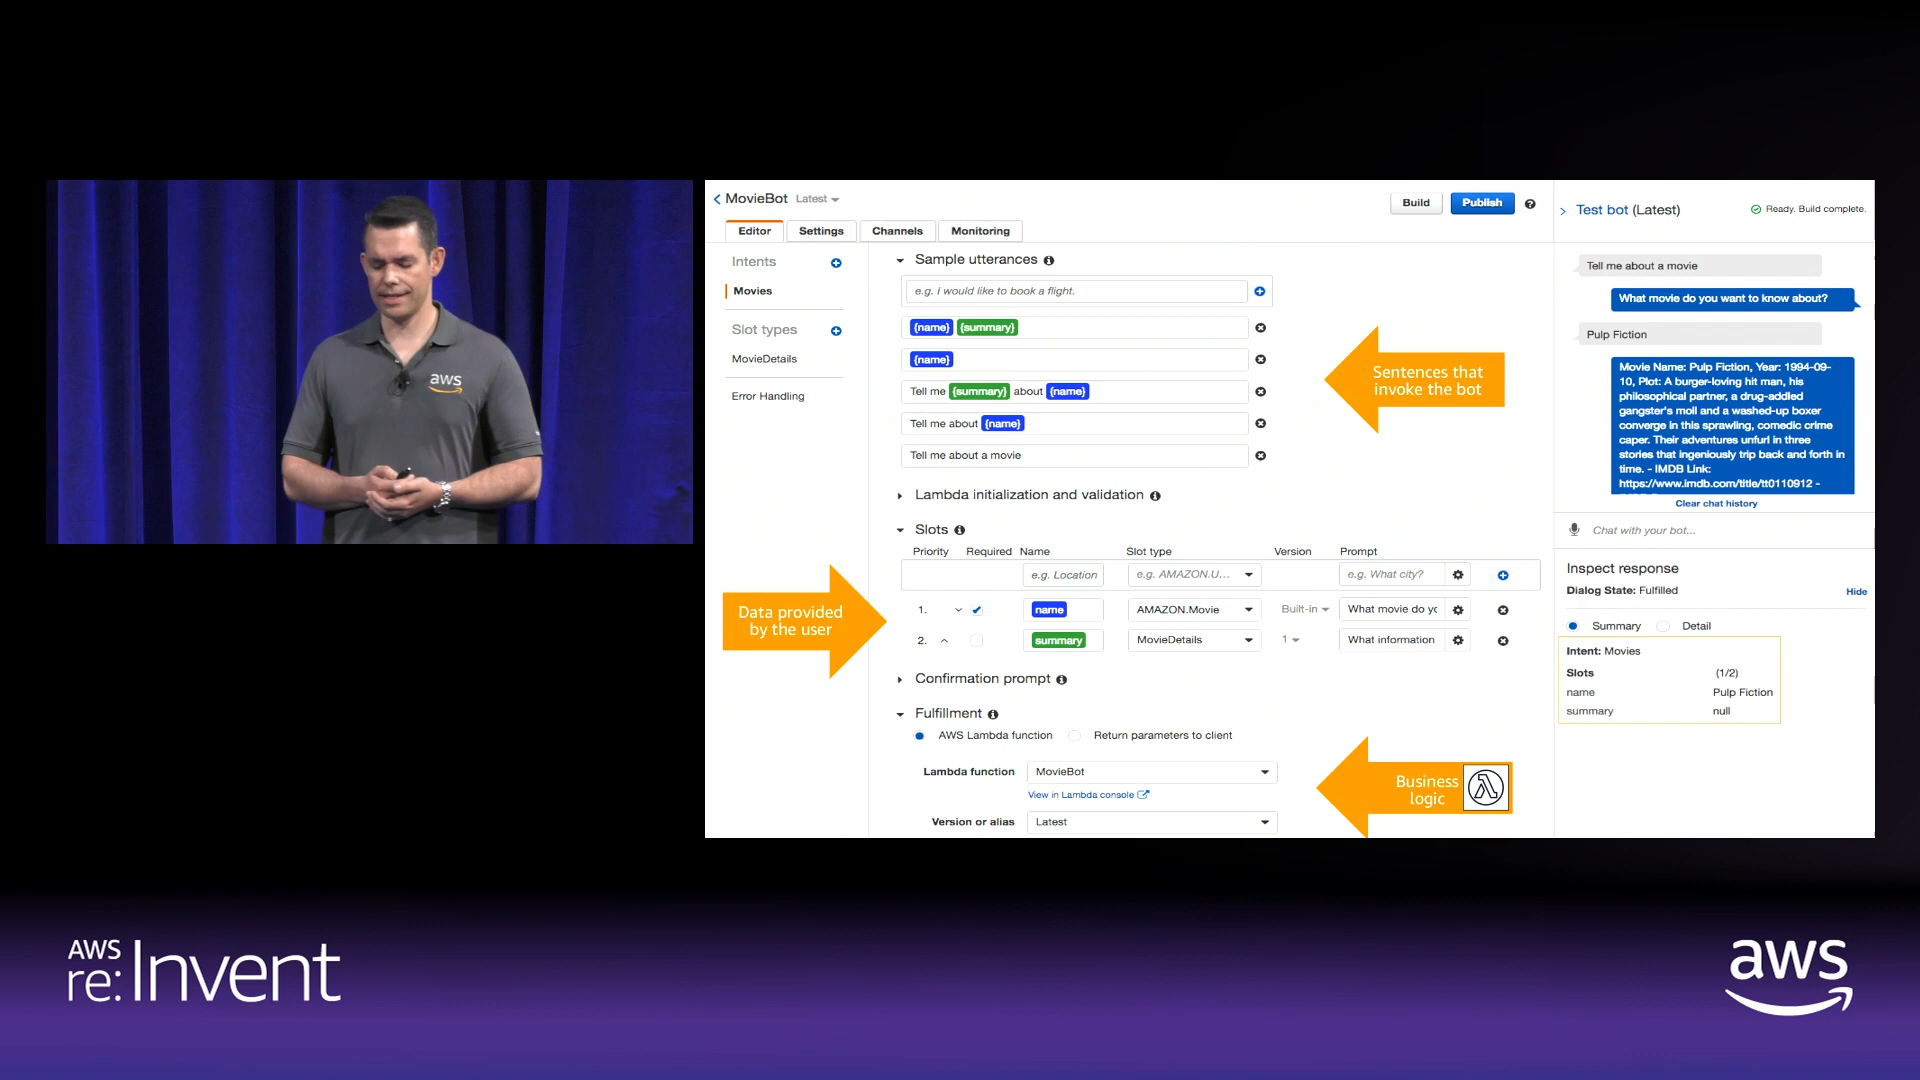 aws
MovieBot Latest
Build
Publish
Editor
Settings
Channels
Monitoring
Intents
Movies
Slot types
MovieDetails
Error Handling
Sample utterances
e.g. I would like to book a flight.
{name} {summary}
{name}
Tell me {summary} about {name}
Tell me about {name}
Tell me about a movie
Sentences that
invoke the bot
Lambda initialization and validation
Slots
Priority Required Name Slot type Version Prompt
e.g. Location e.g. AMAZON.U... e.g. What city?
1. name AMAZON.Movie Built-in What movie do yo
2. summary MovieDetails 1 What information
Data provided
by the user
Confirmation prompt
Fulfillment
AWS Lambda function Return parameters to client
Lambda function MovieBot
View in Lambda console
Version or alias Latest
Business
logic
Test bot (Latest)
Ready. Build complete.
Tell me about a movie
What movie do you want to know about?
Pulp Fiction
Movie Name: Pulp Fiction, Year: 1994-09-
10, Plot: A burger-loving hit man, his
philosophical partner, a drug-addled
gangster's moll and a washed-up boxer
converge in this sprawling, comedic crime
caper. Their adventures unfurl in three
stories that ingeniously trip back and forth in
time. - IMDB Link:
https://www.imdb.com/title/tt0110912 -
Clear chat history
Chat with your bot...
Inspect response
Dialog State: Fulfilled
Hide
Summary Detail
Intent: Movies
Slots (1/2)
name Pulp Fiction
summary null
AWS
re:Invent
aws